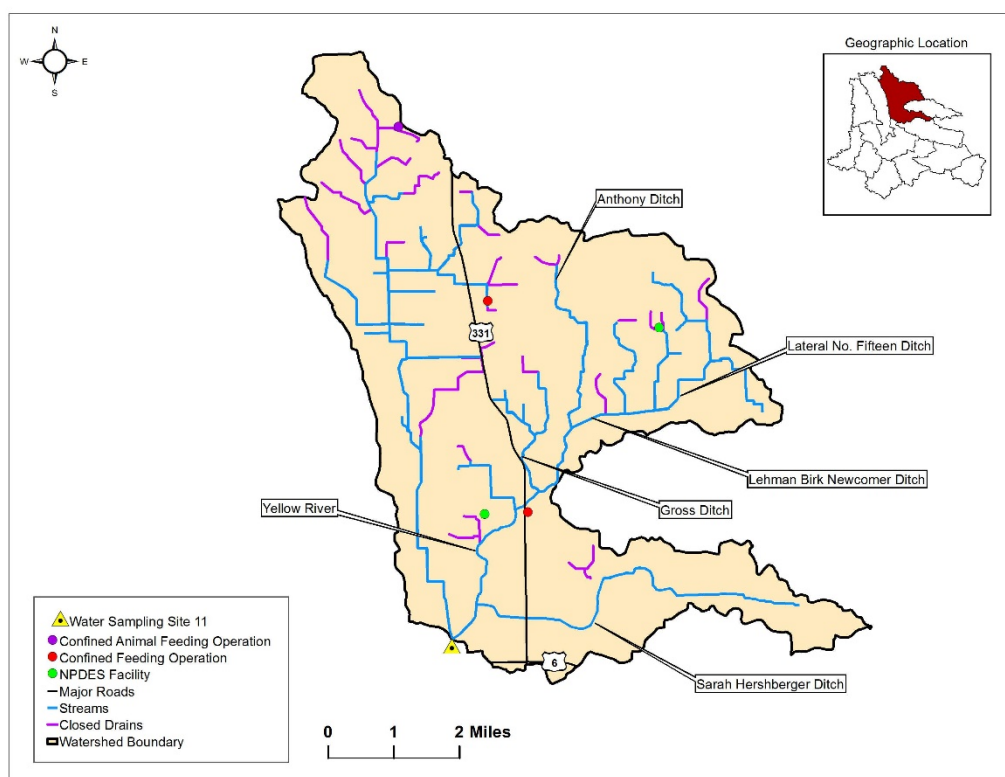 N
W E
S
Geographic Location
Anthony Ditch
331
Lateral No. Fifteen Ditch
Lehman Birk Newcomer Ditch
Yellow River
Gross Ditch
Water Sampling Site 11
Confined Animal Feeding Operation
Confined Feeding Operation
NPDES Facility
Major Roads
Streams
Closed Drains
Watershed Boundary
6
Sarah Hershberger Ditch
0 1 2 Miles